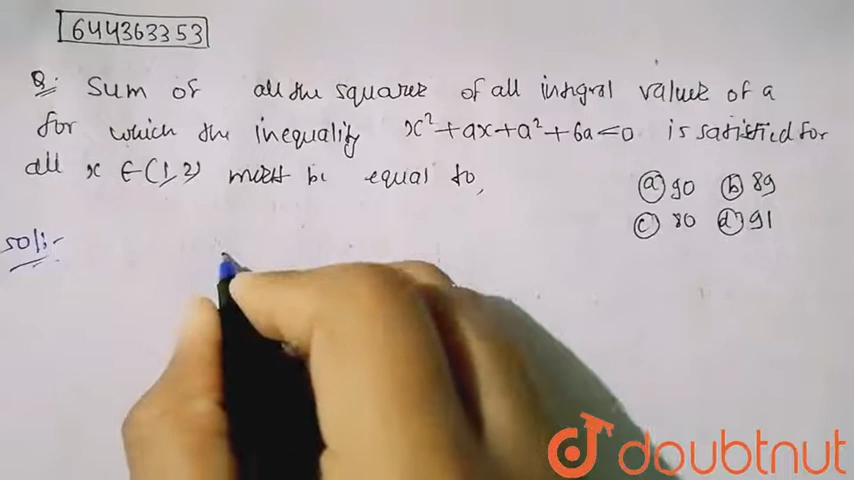 644363353
Q: Sum of all the squares of all integral values of a
for which the inequality x²+ax+a²+6a<0 is satisfied for
all x ∈ (1,2) must be equal to,
(a) 90 (b) 89
(c) 80 (d) 91
Sol:-
doubtnut